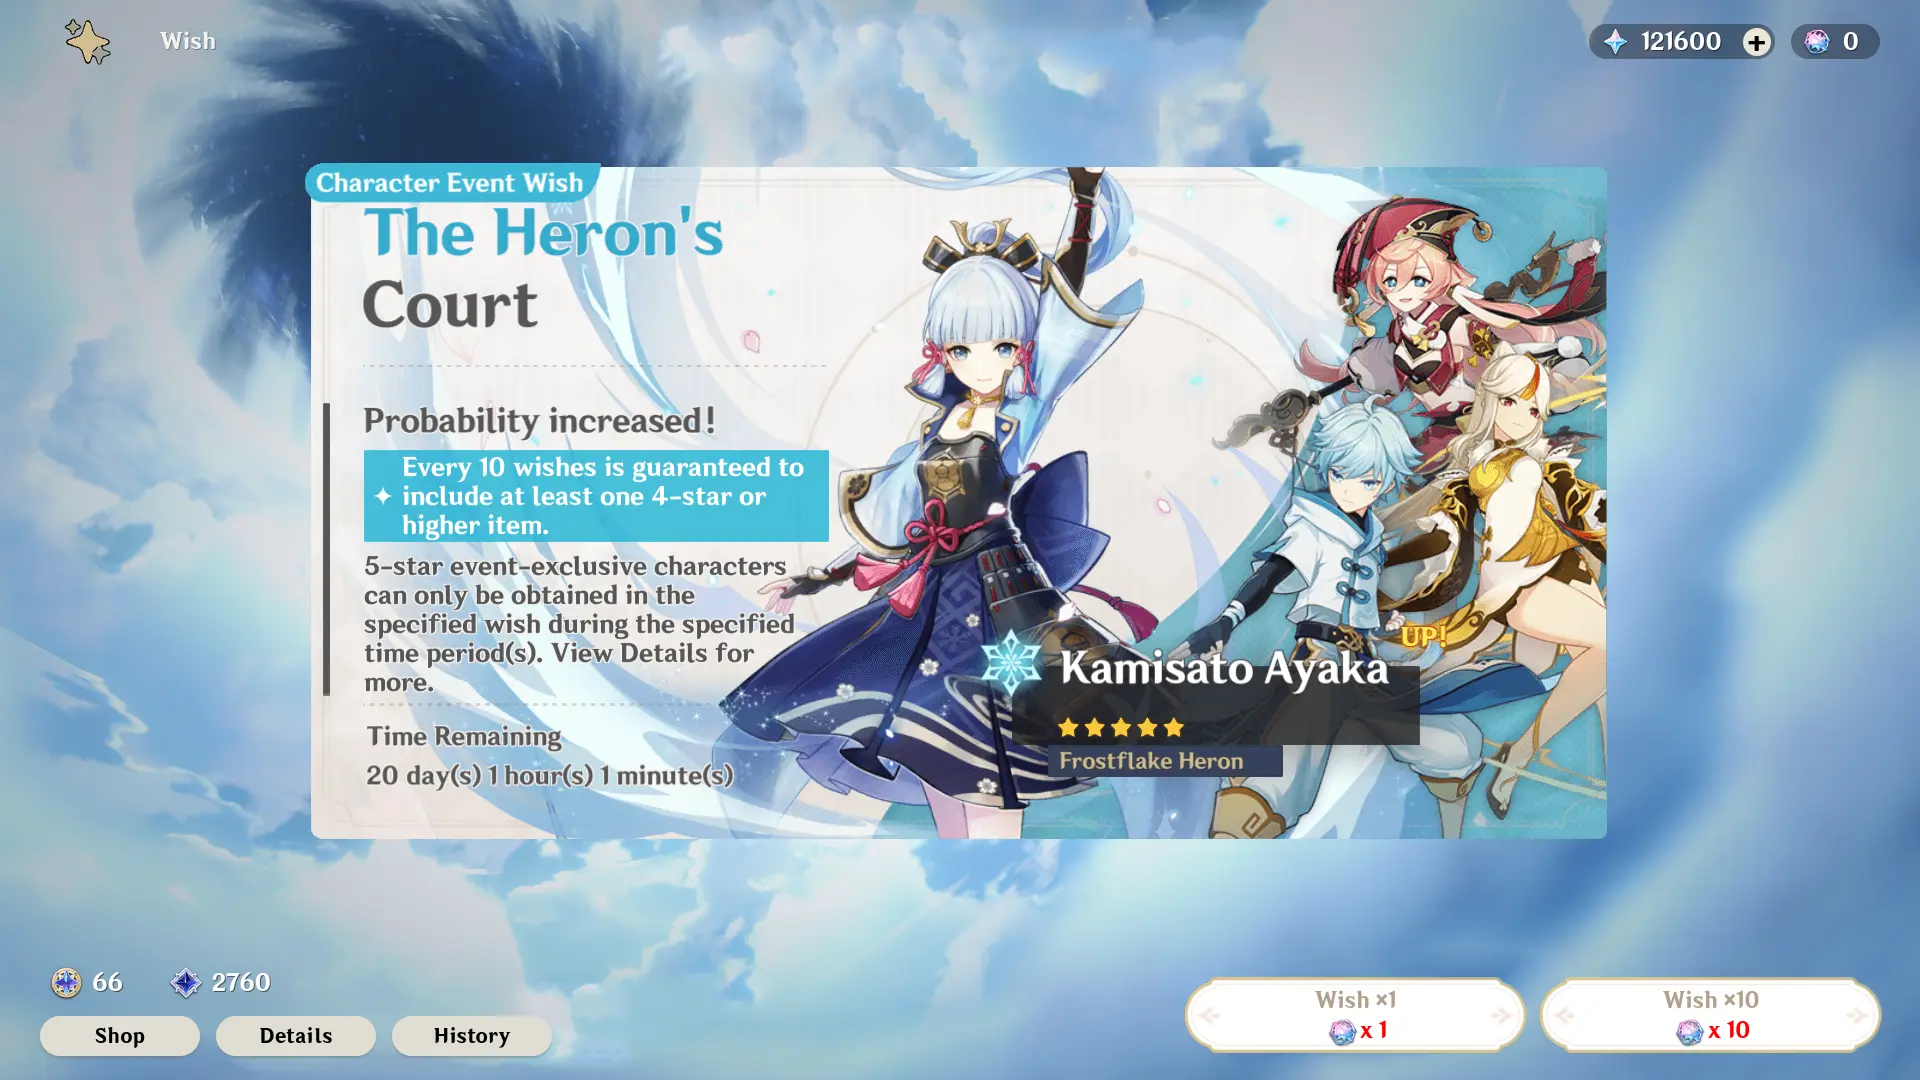 Wish
121600
0
Character Event Wish
The Heron's
Court
Probability increased!
Every 10 wishes is guaranteed to
include at least one 4-star or
higher item.
5-star event-exclusive characters
can only be obtained in the
specified wish during the specified
time period(s). View Details for
more.
Time Remaining
20 day(s) 1 hour(s) 1 minute(s)
UP!
Kamisato Ayaka
Frostflake Heron
66
2760
Shop
Details
History
Wish ×1
x 1
Wish ×10
x 10